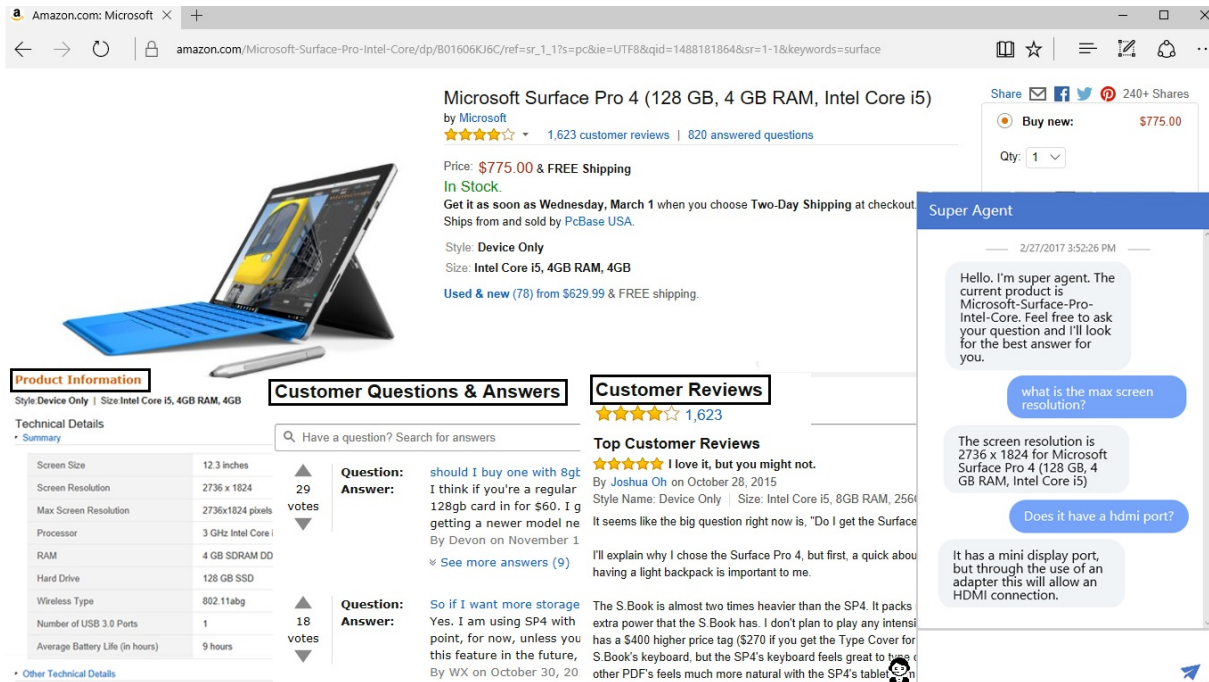 Amazon.com: Microsoft
amazon.com/Microsoft-Surface-Pro-Intel-Core/dp/B01606KJ6C/ref=sr_1_1?s=pc&ie=UTF8&qid=1488181864&sr=1-1&keywords=surface
Microsoft Surface Pro 4 (128 GB, 4 GB RAM, Intel Core i5)
by Microsoft
1,623 customer reviews | 820 answered questions
Price: $775.00 & FREE Shipping
In Stock.
Get it as soon as Wednesday, March 1 when you choose Two-Day Shipping at checkout.
Ships from and sold by PcBase USA.
Style: Device Only
Size: Intel Core i5, 4GB RAM, 4GB
Used & new (78) from $629.99 & FREE shipping.
Share 240+ Shares
Buy new: $775.00
Qty: 1
Product Information
Style:Device Only | Size:Intel Core i5, 4GB RAM, 4GB
Technical Details
Summary
Screen Size 12.3 inches
Screen Resolution 2736 x 1824
Max Screen Resolution 2736x1824 pixels
Processor 3 GHz Intel Core i
RAM 4 GB SDRAM DD
Hard Drive 128 GB SSD
Wireless Type 802.11abg
Number of USB 3.0 Ports 1
Average Battery Life (in hours) 9 hours
Other Technical Details
Customer Questions & Answers
Have a question? Search for answers
29
votes
Question: should I buy one with 8gb
Answer: I think if you're a regular
128gb card in for $60. I g
getting a newer model ne
By Devon on November 1
See more answers (9)
18
votes
Question: So if I want more storage
Answer: Yes. I am using SP4 with
point, for now, unless you
this feature in the future,
By WX on October 30, 20
Customer Reviews
1,623
Top Customer Reviews
I love it, but you might not.
By Joshua Oh on October 28, 2015
Style Name: Device Only | Size: Intel Core i5, 8GB RAM, 256
It seems like the big question right now is, "Do I get the Surface
I'll explain why I chose the Surface Pro 4, but first, a quick abou
having a light backpack is important to me.
The S.Book is almost two times heavier than the SP4. It packs
extra power that the S.Book has. I don't plan to play any intensi
has a $400 higher price tag ($270 if you get the Type Cover for
S.Book's keyboard, but the SP4's keyboard feels great to type
other PDF's feels much more natural with the SP4's tablet
Super Agent
2/27/2017 3:52:26 PM
Hello. I'm super agent. The
current product is
Microsoft-Surface-Pro-
Intel-Core. Feel free to ask
your question and I'll look
for the best answer for
you.
what is the max screen
resolution?
The screen resolution is
2736 x 1824 for Microsoft
Surface Pro 4 (128 GB, 4
GB RAM, Intel Core i5)
Does it have a hdmi port?
It has a mini display port,
but through the use of an
adapter this will allow an
HDMI connection.